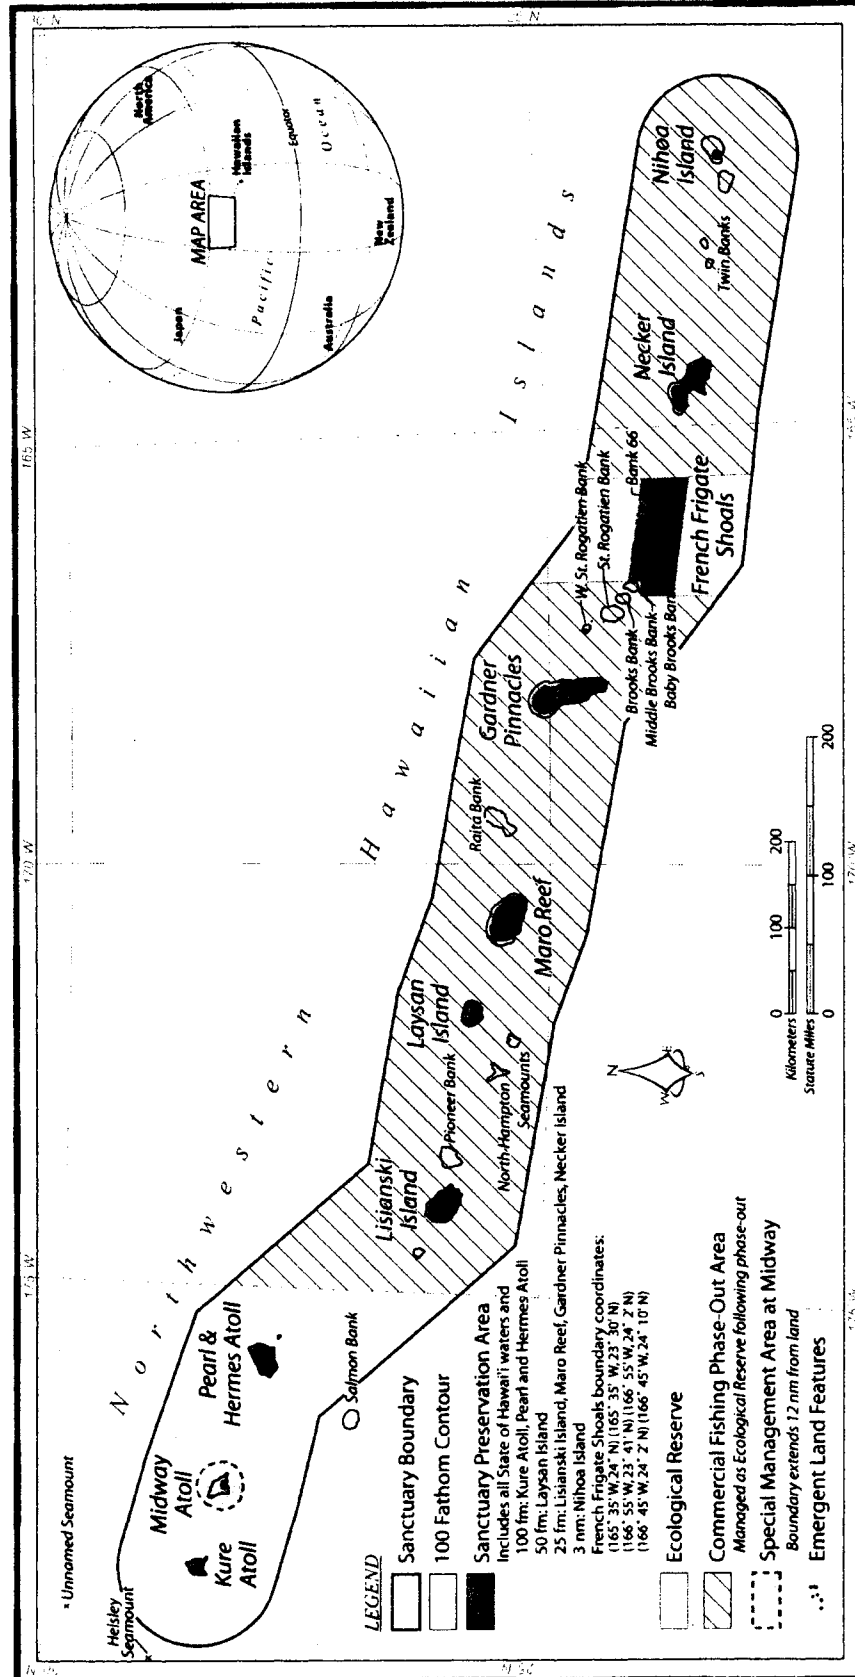 165 W
170 W
175 W
N
Northwestern Hawaiian Islands
Unnamed Seamount
Helsley
Seamount
Kure
Atoll
Midway
Atoll
Pearl &
Hermes Atoll
Salmon Bank
Lisianski
Island
Pioneer Bank
North Hampton
Seamounts
Laysan
Island
Maro Reef
Raita Bank
Gardner
Pinnacles
W. St. Rogatien Bank
St. Rogatien Bank
Brooks Bank
Middle Brooks Bank
Baby Brooks Ban
Bank 66
French Frigate
Shoals
Necker
Island
Twin Banks
Nihoa
Island
North
America
Japan
MAP AREA
Hawaiian
Islands
Pacific
Equator
Ocean
Australia
New
Zealand
LEGEND
Sanctuary Boundary
100 Fathom Contour
Sanctuary Preservation Area
Includes all State of Hawai'i waters and
100 fm: Kure Atoll, Pearl and Hermes Atoll
50 fm: Laysan Island
25 fm: Lisianski Island, Maro Reef, Gardner Pinnacles, Necker Island
3 nm: Nihoa Island
French Frigate Shoals boundary coordinates:
(165° 35' W, 24° N) (165° 35' W, 23° 30' N)
(166° 55' W, 23° 41' N) (166° 55' W, 24° 2' N)
(166° 45' W, 24° 2' N) (166° 45' W, 24° 10' N)
Ecological Reserve
Commercial Fishing Phase-Out Area
Managed as Ecological Reserve following phase-out
Special Management Area at Midway
Boundary extends 12 nm from land
Emergent Land Features
N
W E
S
Kilometers 0 100 200
Statute Miles 0 100 200
170 W